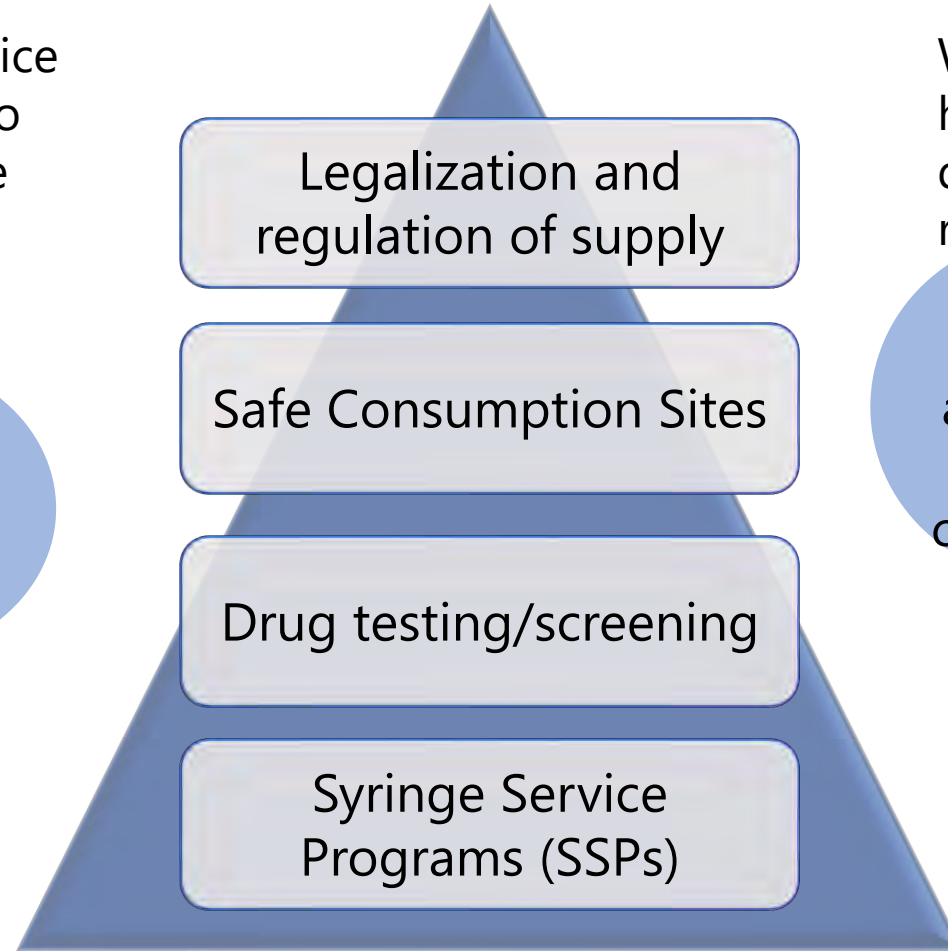 Legalization and
regulation of supply
Safe Consumption Sites
Drug testing/screening
Syringe Service
Programs (SSPs)